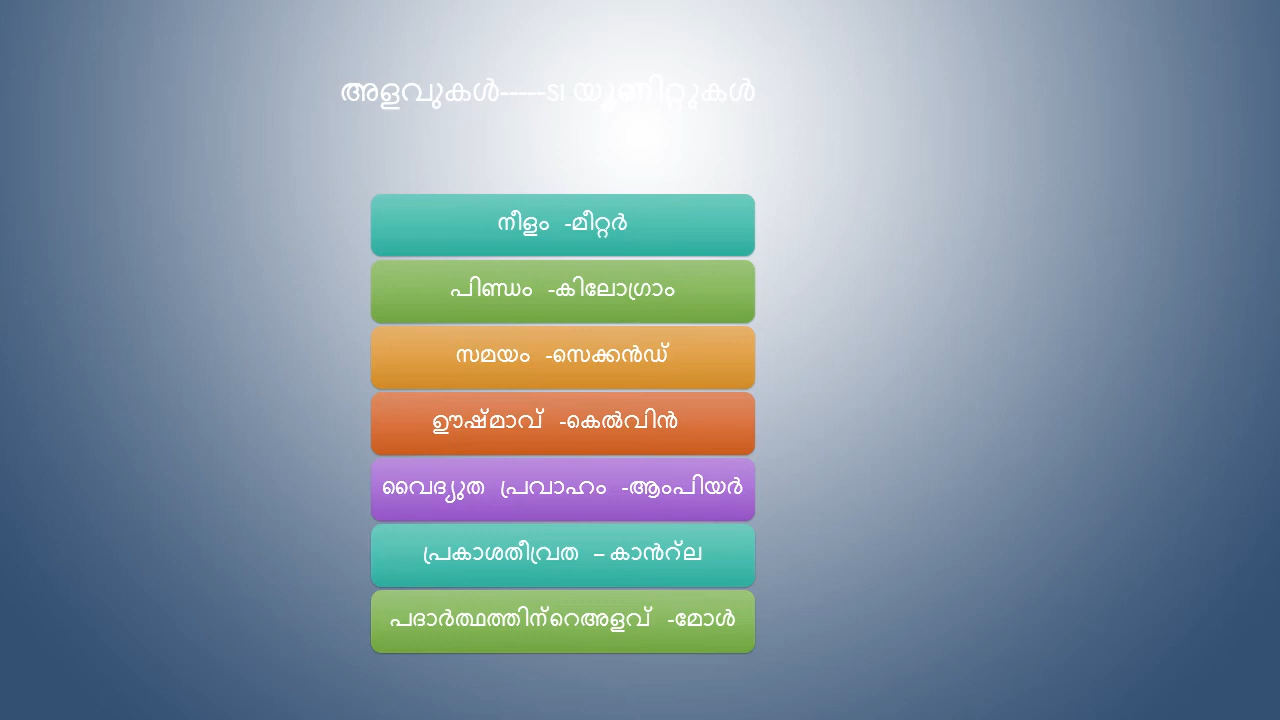 അളവുകൾ-----SI യൂണിറ്റുകൾ
നീളം -മീറ്റർ
പിണ്ഡം -കിലോഗ്രാം
സമയം -സെക്കൻഡ്
ഊഷ്മാവ് -കെൽവിൻ
വൈദ്യുത പ്രവാഹം -ആംപിയർ
പ്രകാശതീവ്രത – കാൻറ്ല
പദാർത്ഥത്തിന്റെഅളവ് -മോൾ